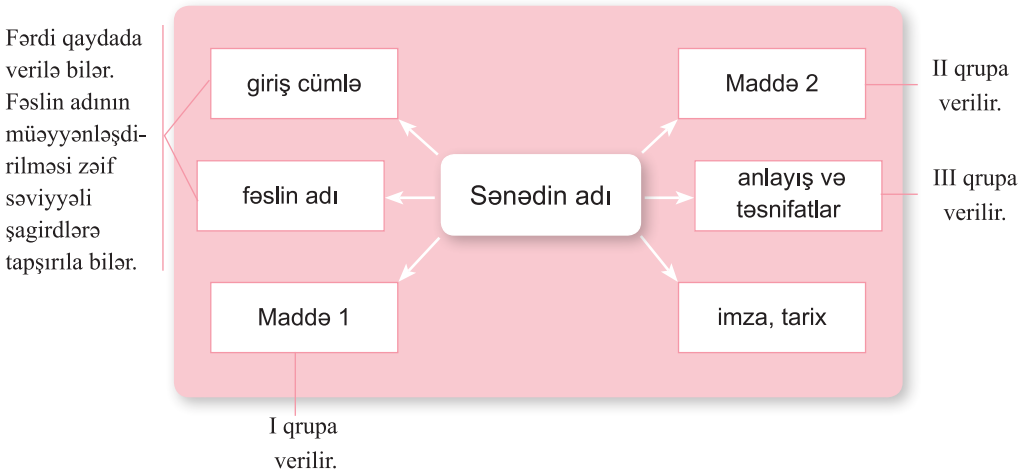 Fərdi qaydada
verilə bilər.
Fəslin adının
müəyyənləşdi-
rilməsi zəif
səviyyəli
şagirdlərə
tapşırıla bilər.
giriş cümlə
fəslin adı
Maddə 1
Sənədin adı
Maddə 2
anlayış və
təsnifatlar
imza, tarix
II qrupa
verilir.
III qrupa
verilir.
I qrupa
verilir.